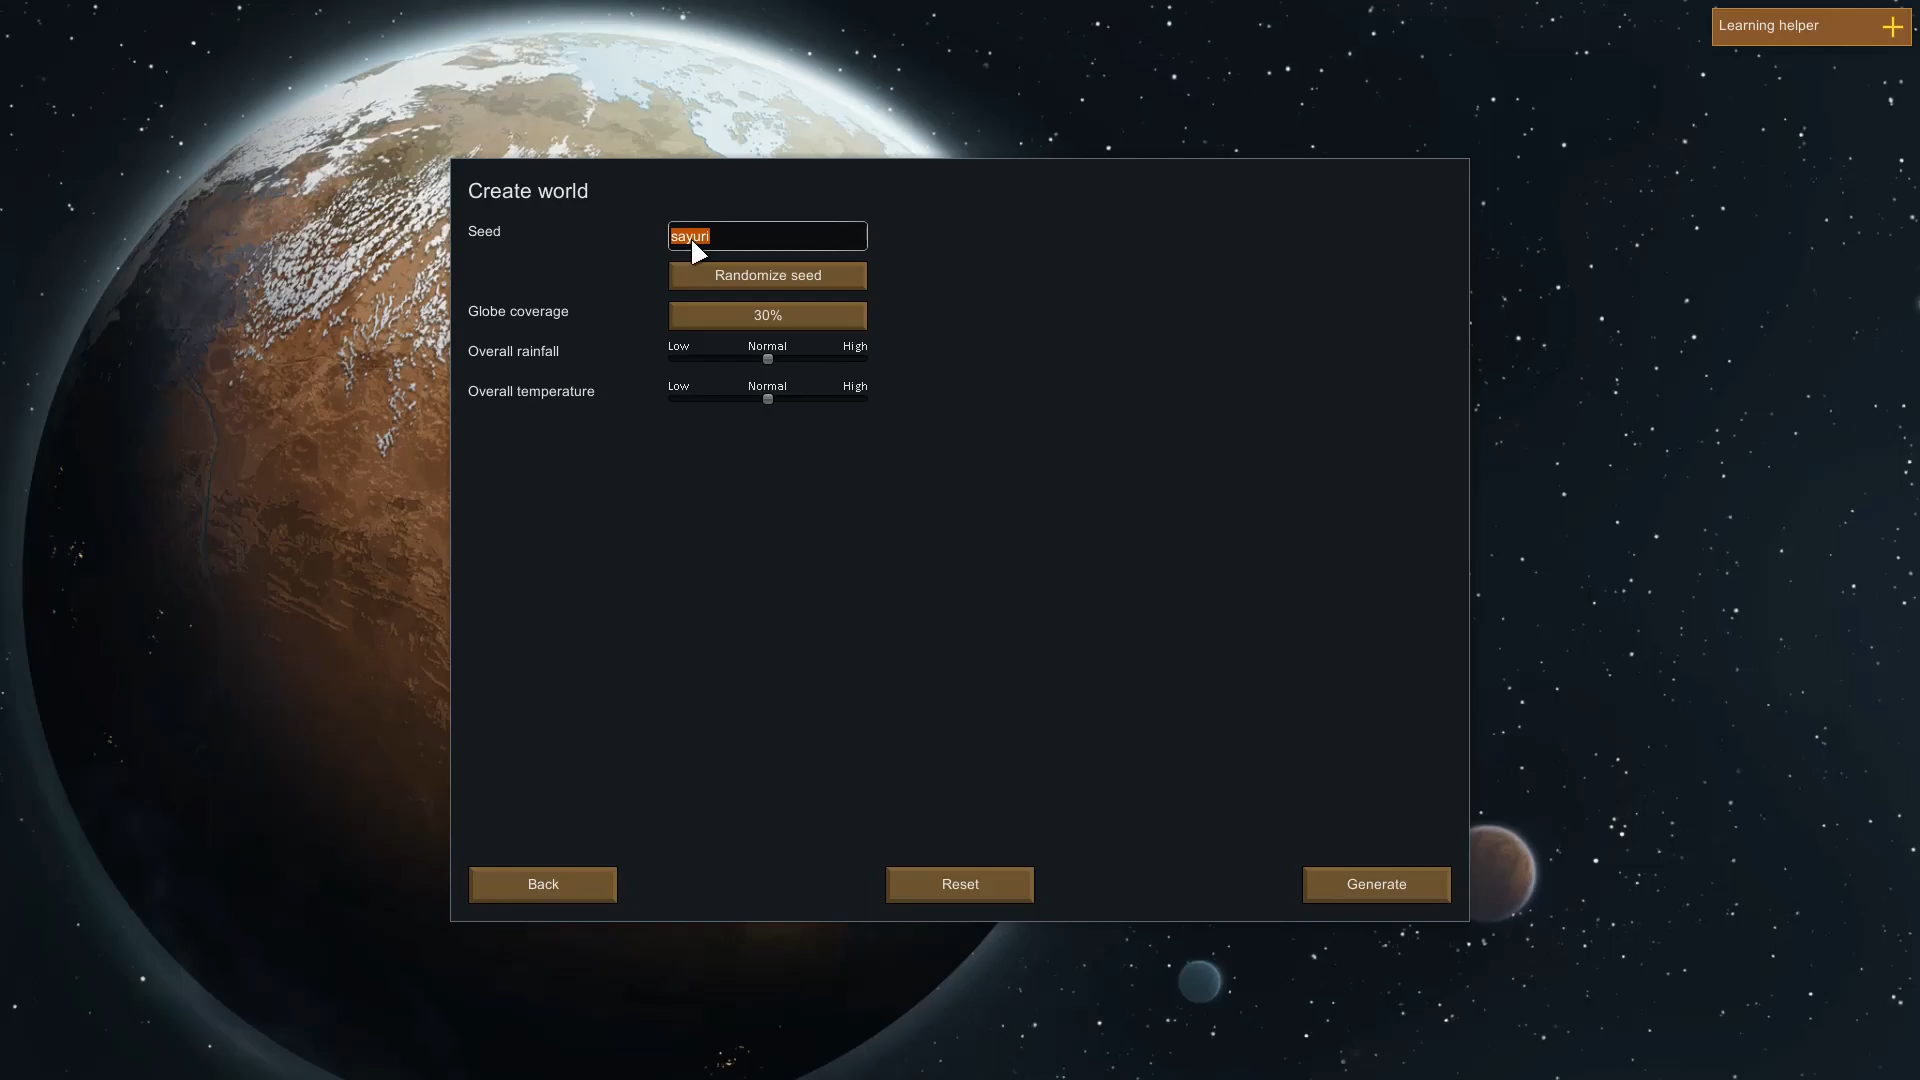 Learning helper
Create world
Seed
sayuri
Randomize seed
Globe coverage
30%
Overall rainfall
Low Normal High
Overall temperature
Low Normal High
Back
Reset
Generate